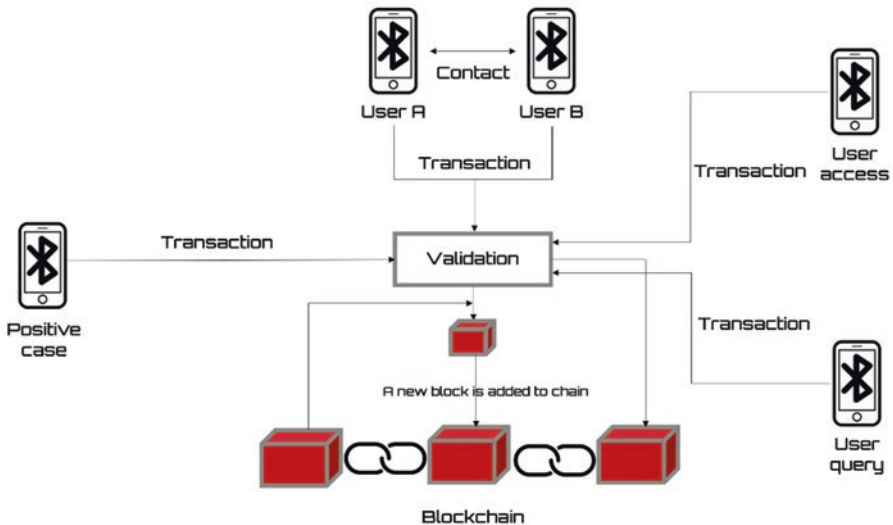 Contact
User A
User B
Transaction
User
access
Transaction
Transaction
Validation
Positive
case
Transaction
A new block is added to chain
User
query
Blockchain